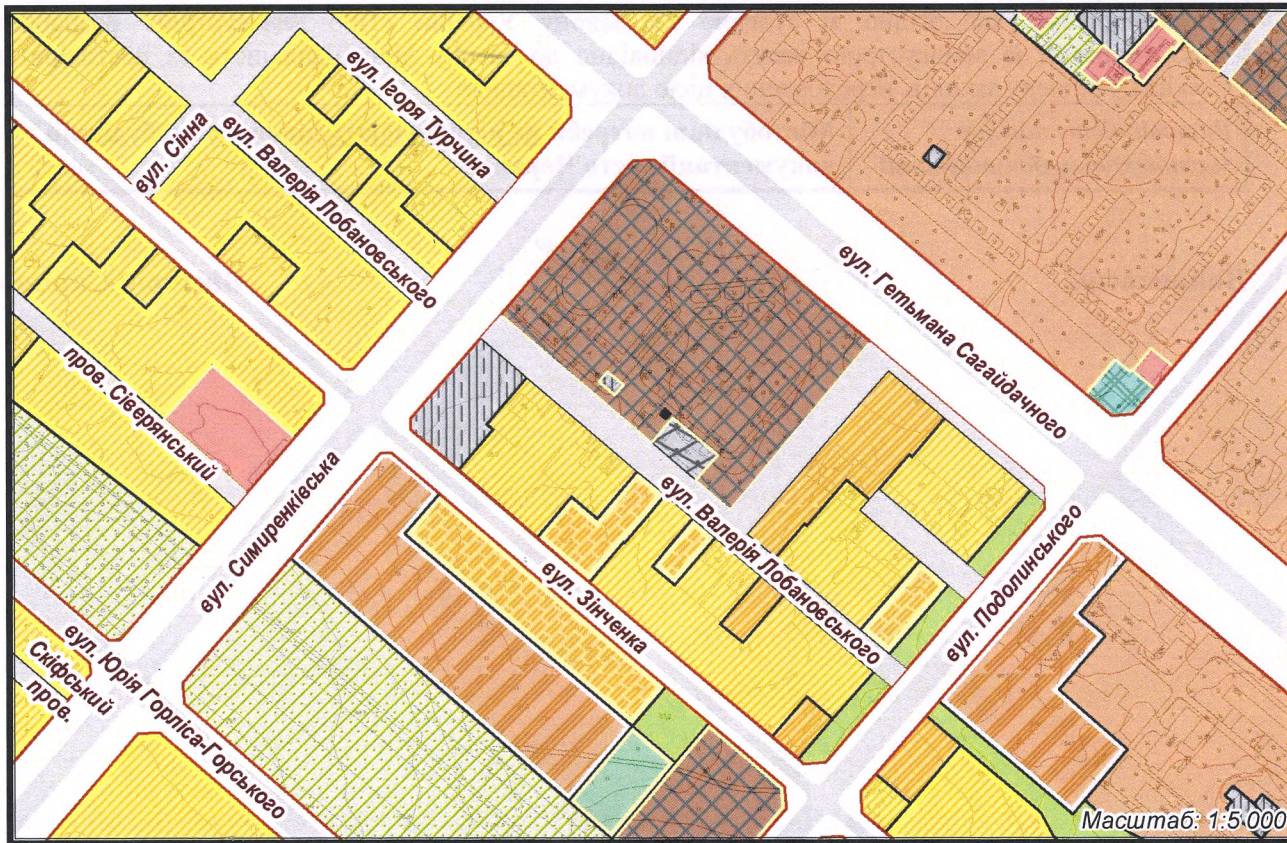 вул. Ігоря Турчина
вул. Сінна
вул. Валерія Лобановського
вул. Гетьмана Сагайдачного
пров. Сіверянський
вул. Симиренківська
вул. Валерія Лобановського
вул. Зінченка
вул. Подолинського
вул. Юрія Горліса-Горського
Скіфський
пров.
Масштаб: 1:5 000